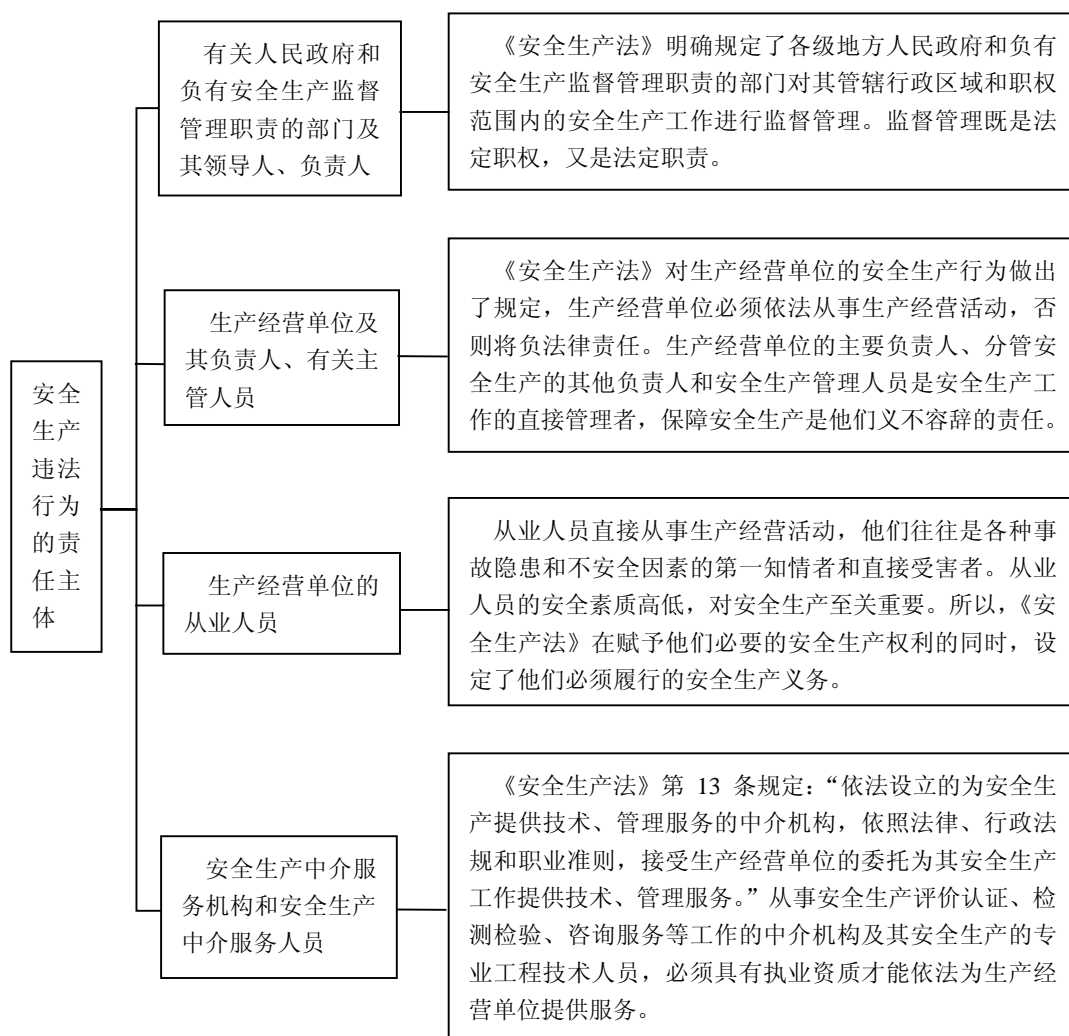 有关人民政府和
负有安全生产监督
管理职责的部门及
其领导人、负责人
《安全生产法》明确规定了各级地方人民政府和负有
安全生产监督管理职责的部门对其管辖行政区域和职权
范围内的安全生产工作进行监督管理。监督管理既是法
定职权，又是法定职责。
安全
生产
违法
行为
的责
任主
体
生产经营单位及
其负责人、有关主
管人员
《安全生产法》对生产经营单位的安全生产行为做出
了规定，生产经营单位必须依法从事生产经营活动，否
则将负法律责任。生产经营单位的主要负责人、分管安
全生产的其他负责人和安全生产管理人员是安全生产工
作的直接管理者，保障安全生产是他们义不容辞的责任。
生产经营单位的
从业人员
从业人员直接从事生产经营活动，他们往往是各种事
故隐患和不安全因素的第一知情者和直接受害者。从业
人员的安全素质高低，对安全生产至关重要。所以，《安
全生产法》在赋予他们必要的安全生产权利的同时，设
定了他们必须履行的安全生产义务。
安全生产中介服
务机构和安全生产
中介服务人员
《安全生产法》第 13 条规定：“依法设立的为安全生
产提供技术、管理服务的中介机构，依照法律、行政法
规和职业准则，接受生产经营单位的委托为其安全生产
工作提供技术、管理服务。”从事安全生产评价认证、检
测检验、咨询服务等工作的中介机构及其安全生产的专
业工程技术人员，必须具有执业资质才能依法为生产经
营单位提供服务。